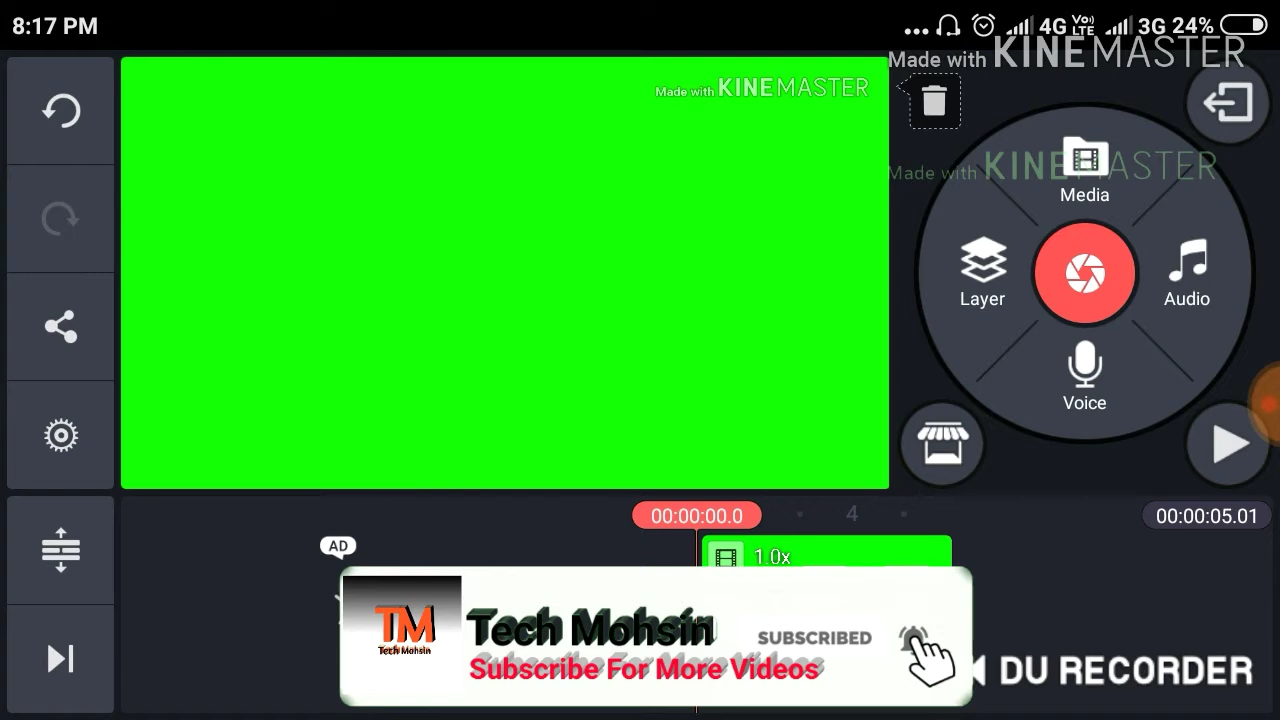 8:17 PM
... 4G Vo)) LTE 3G 24%
Made with KINEMASTER
Made with KINEMASTER
Made with KINEMASTER
Media
Layer
Audio
Voice
00:00:00.0
4
00:00:05.01
AD
1.0x
TM
Tech Mohsin
Tech Mohsin
SUBSCRIBED
Subscribe For More Videos
DU RECORDER